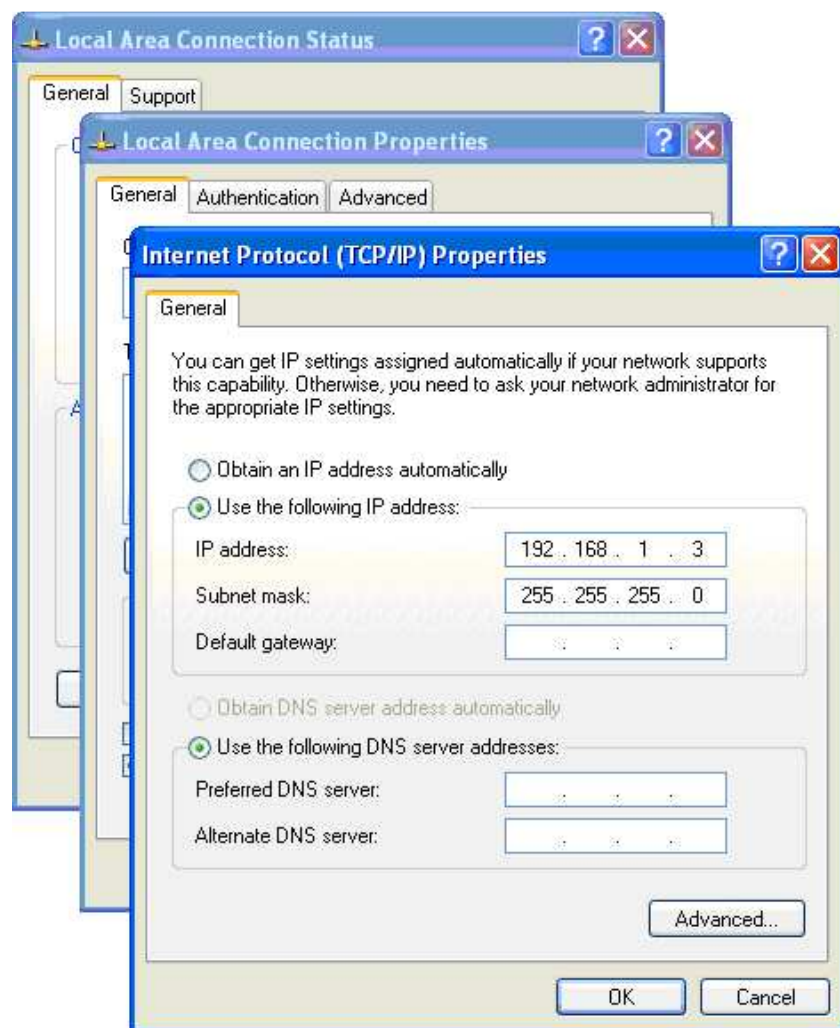 Local Area Connection Status
General Support
Local Area Connection Properties
General Authentication Advanced
Internet Protocol (TCP/IP) Properties
General
You can get IP settings assigned automatically if your network supports
this capability. Otherwise, you need to ask your network administrator for
the appropriate IP settings.
Obtain an IP address automatically
Use the following IP address:
IP address: 192 . 168 . 1 . 3
Subnet mask: 255 . 255 . 255 . 0
Default gateway: . . .
Obtain DNS server address automatically
Use the following DNS server addresses:
Preferred DNS server: . . .
Alternate DNS server: . . .
Advanced...
OK Cancel